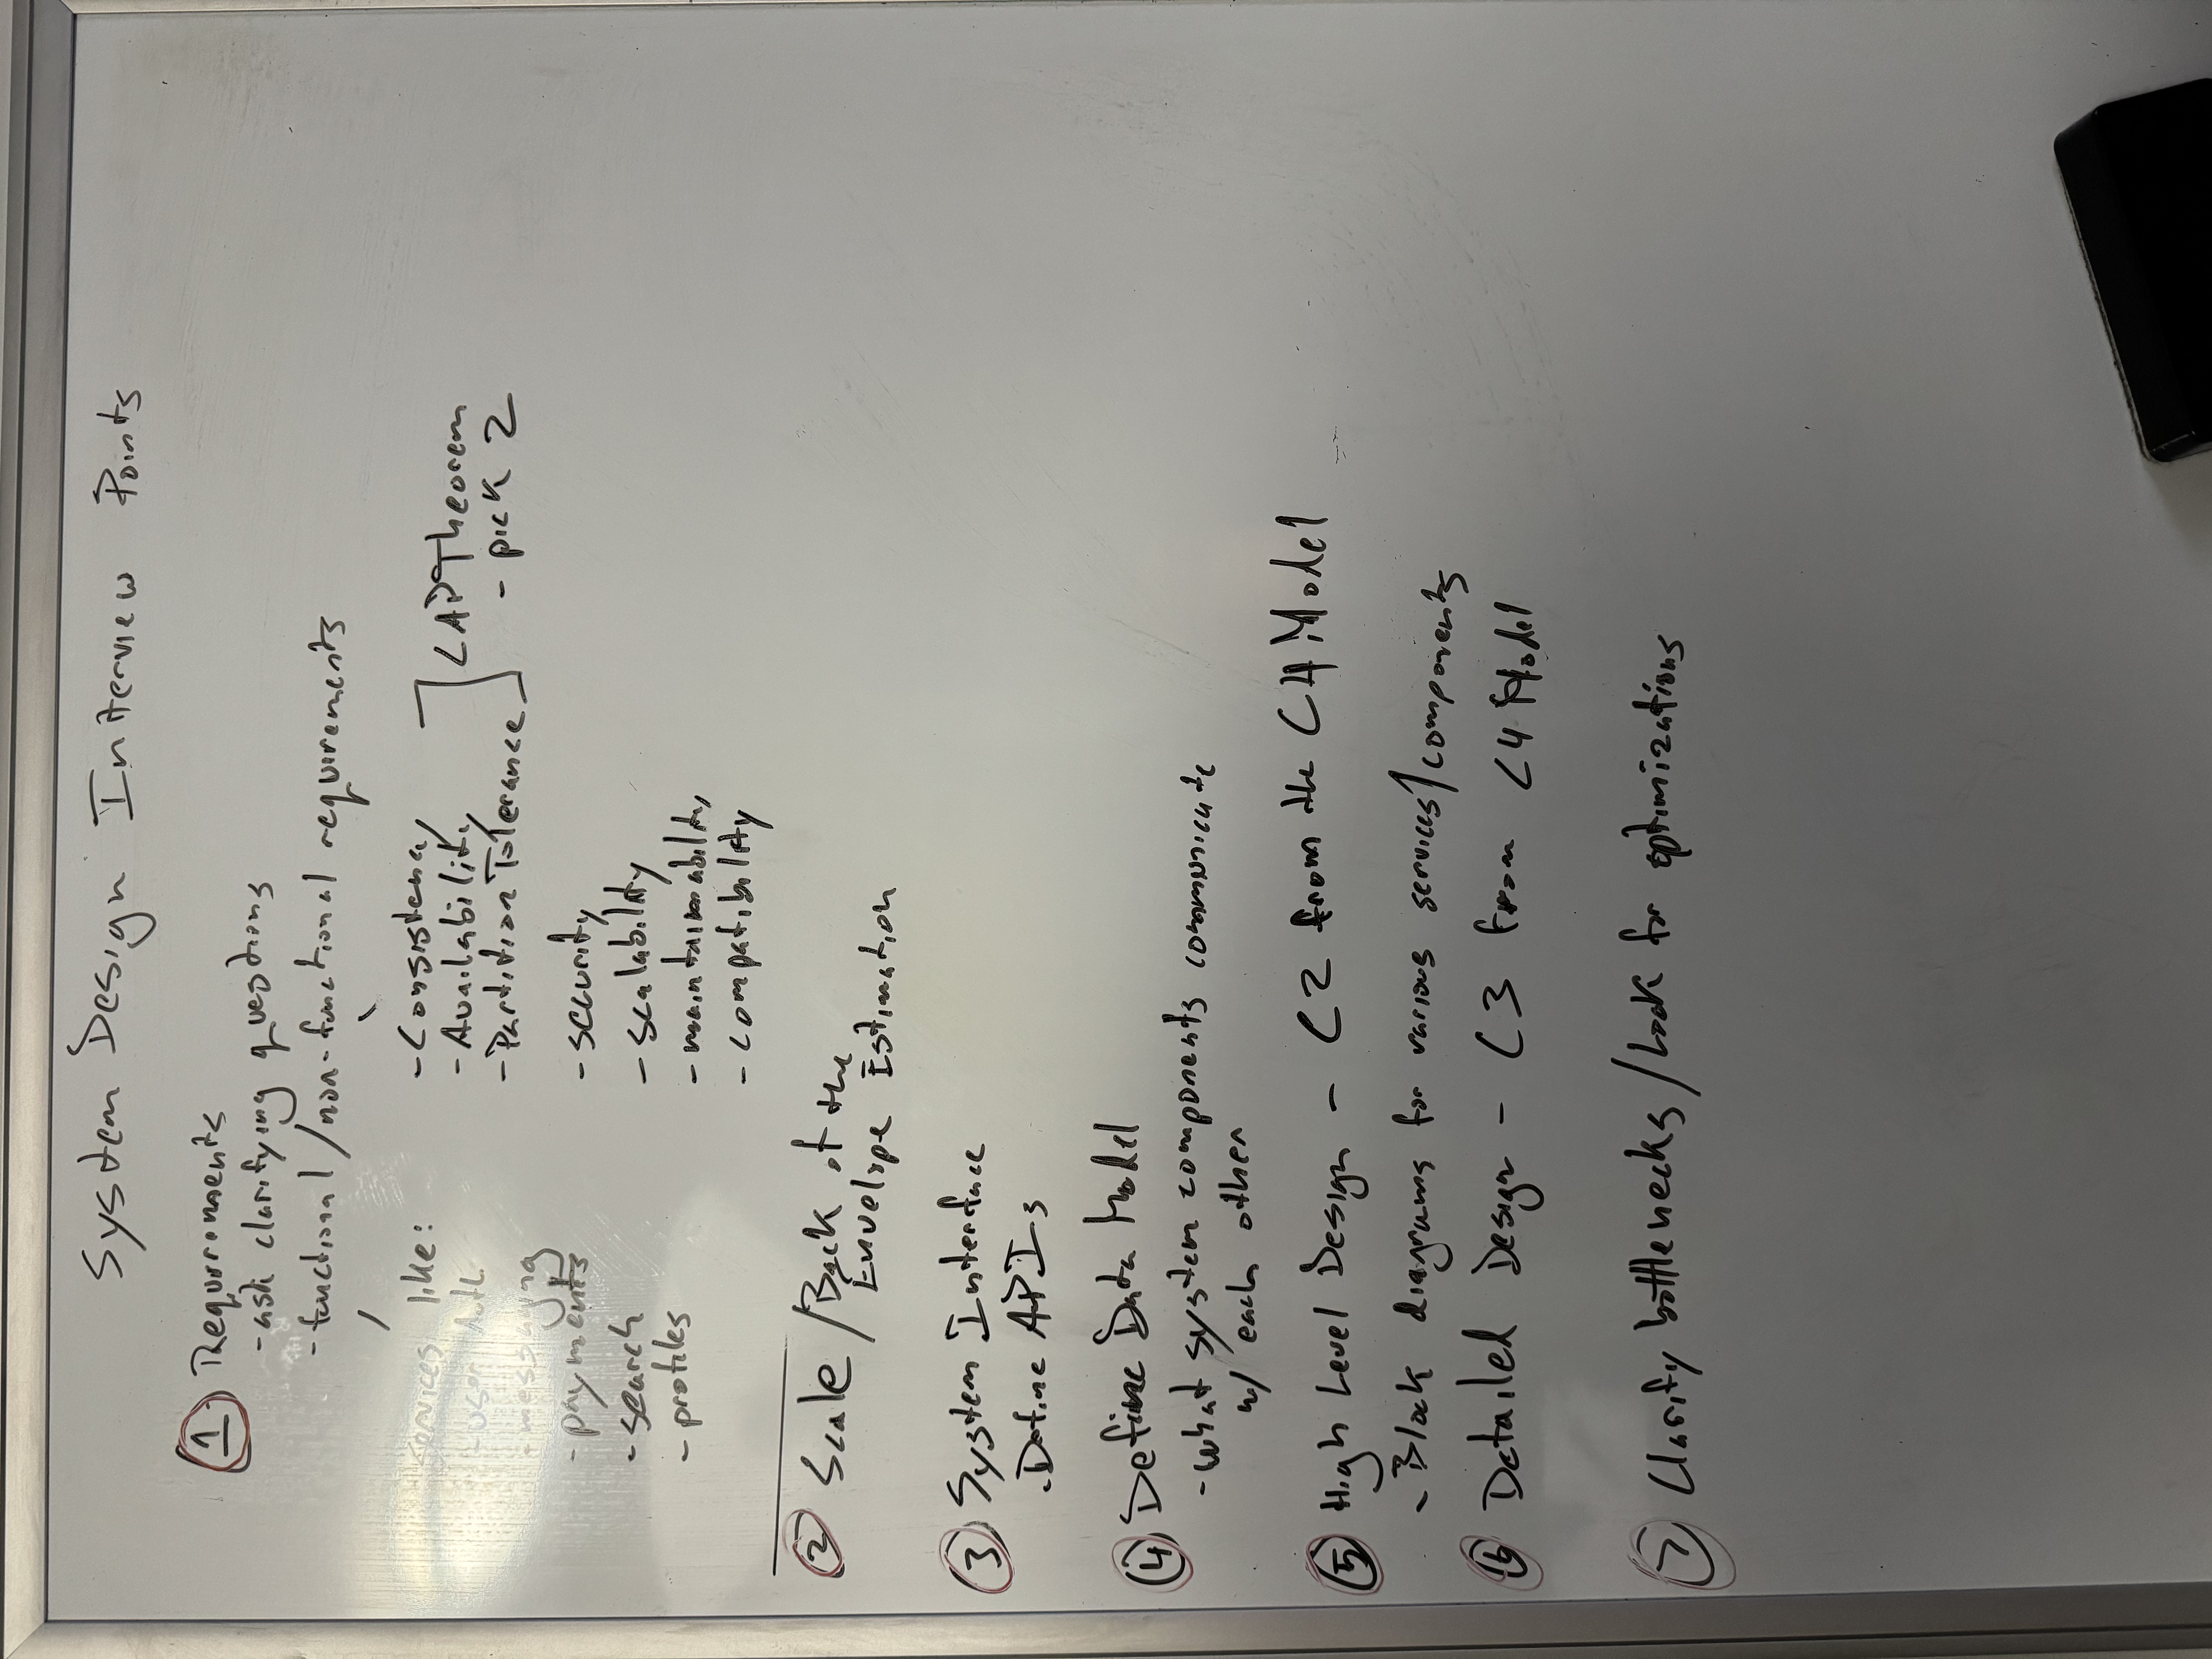 System Design Interview Points
1 Requirements
- ask clarifying questions
- functional / non-functional requirements
Services like:
- user Auth
- messaging
- payments
- search
- profiles
- Consistency
- Availability
- Partition Tolerance
CAP Theorem
- pick 2
- security
- scalability
- maintainability
- compatibility
2 Scale / Back of the
Envelope Estimation
3 System Interface
- Define APIs
4 Define Data Model
- what system components communicate
w/ each other
5 High Level Design - C2 from the C4 Model
- Block diagrams for various services/components
6 Detailed Design - C3 from C4 Model
7 Clarify bottlenecks / Look for optimizations